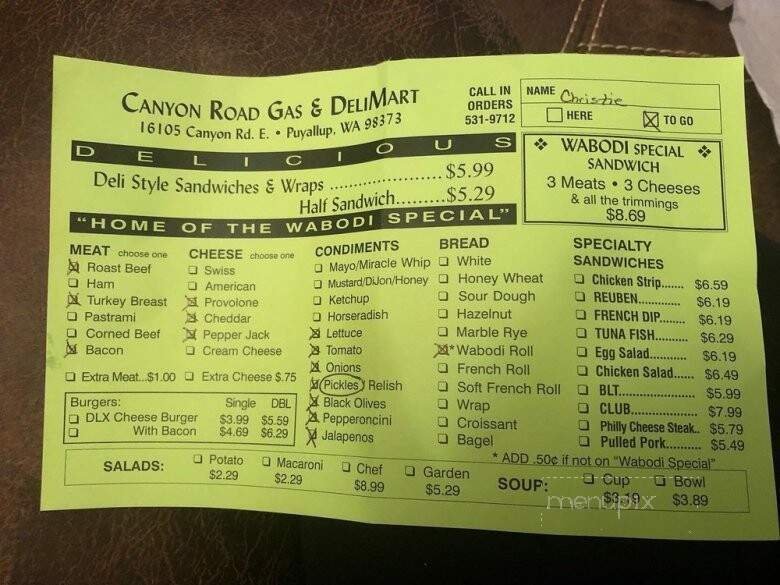 CANYON ROAD GAS & DELIMART
16105 Canyon Rd. E. • Puyallup, WA 98373
CALL IN
ORDERS
531-9712
NAME Christie
HERE TO GO
DELICIOUS
Deli Style Sandwiches & Wraps .................... $5.99
Half Sandwich......... $5.29
"HOME OF THE WABODI SPECIAL"
❖ WABODI SPECIAL ❖
SANDWICH
3 Meats • 3 Cheeses
& all the trimmings
$8.69
MEAT choose one
Roast Beef
Ham
Turkey Breast
Pastrami
Corned Beef
Bacon
Extra Meat...$1.00
CHEESE choose one
Swiss
American
Provolone
Cheddar
Pepper Jack
Cream Cheese
Extra Cheese $.75
CONDIMENTS
Mayo/Miracle Whip
Mustard/DiJon/Honey
Ketchup
Horseradish
Lettuce
Tomato
Onions
Pickles/Relish
Black Olives
Pepperoncini
Jalapenos
BREAD
White
Honey Wheat
Sour Dough
Hazelnut
Marble Rye
*Wabodi Roll
French Roll
Soft French Roll
Wrap
Croissant
Bagel
SPECIALTY
SANDWICHES
Chicken Strip....... $6.59
REUBEN............. $6.19
FRENCH DIP....... $6.19
TUNA FISH.......... $6.29
Egg Salad........... $6.19
Chicken Salad...... $6.49
BLT..................... $5.99
CLUB.................. $7.99
Philly Cheese Steak.. $5.79
Pulled Pork.......... $5.49
* ADD .50¢ if not on "Wabodi Special"
Burgers: Single DBL
DLX Cheese Burger $3.99 $5.59
With Bacon $4.69 $6.29
SALADS: Potato Macaroni Chef Garden
$2.29 $2.29 $8.99 $5.29
SOUP: Cup Bowl
$3.19 $3.89
menupix